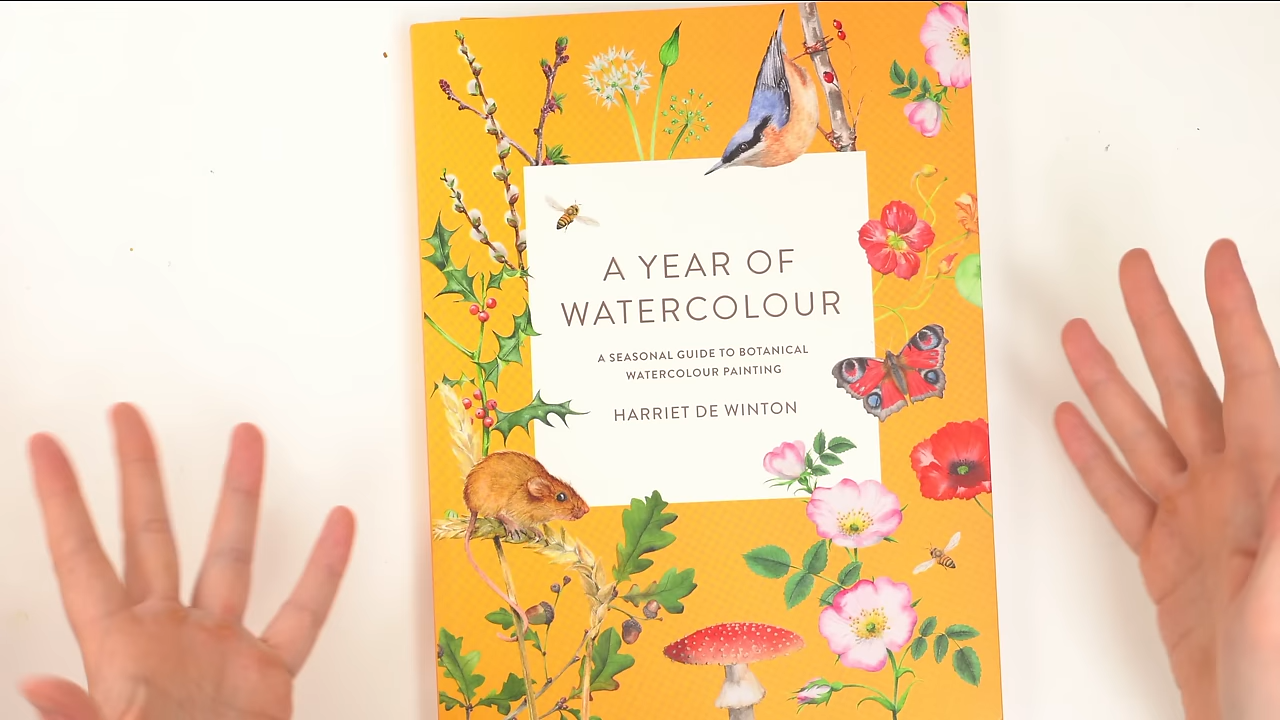 A YEAR OF
WATERCOLOUR
A SEASONAL GUIDE TO BOTANICAL
WATERCOLOUR PAINTING
HARRIET DE WINTON